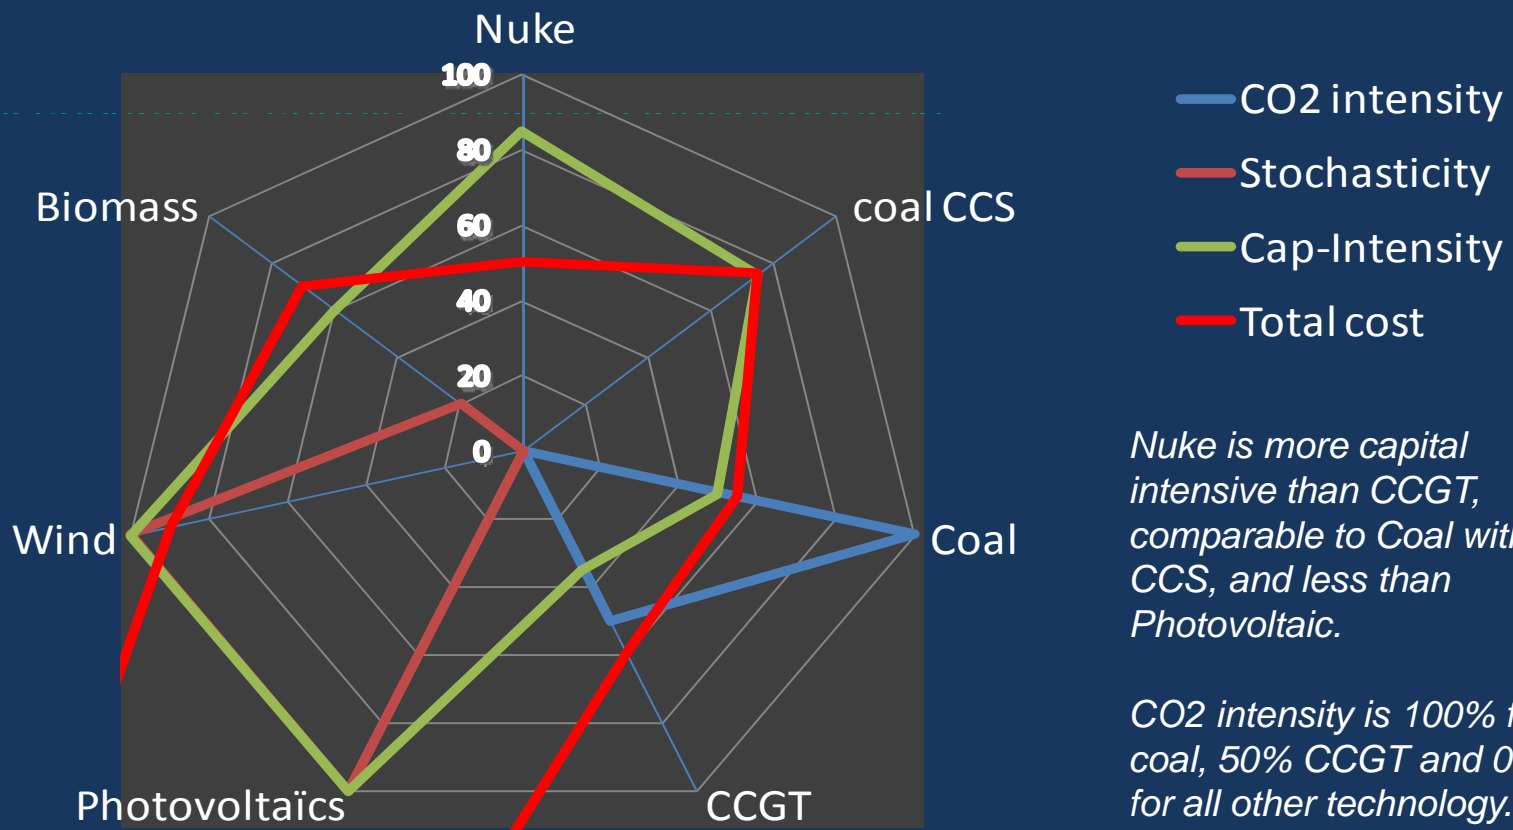 Nuke
100
80
60
40
20
0
Biomass
coal CCS
Wind
Coal
Photovoltaïcs
CCGT
CO2 intensity
Stochasticity
Cap-Intensity
Total cost
Nuke is more capital
intensive than CCGT,
comparable to Coal with
CCS, and less than
Photovoltaic.
CO2 intensity is 100%
coal, 50% CCGT and 0
for all other technology.